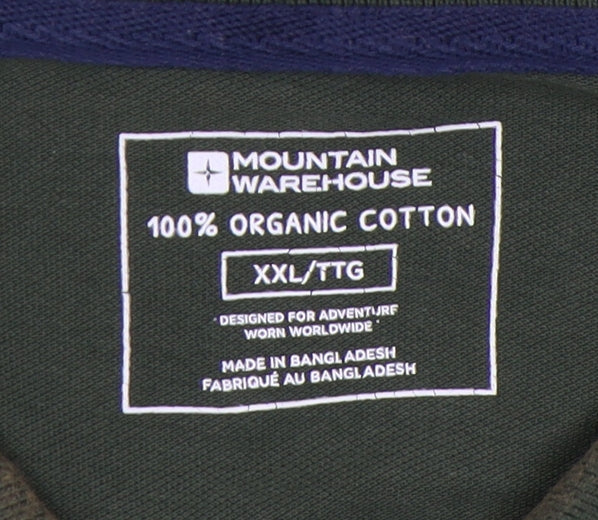 MOUNTAIN
WAREHOUSE
100% ORGANIC COTTON
XXL/TTG
• DESIGNED FOR ADVENTURE
WORN WORLDWIDE •
MADE IN BANGLADESH
FABRIQUÉ AU BANGLADESH